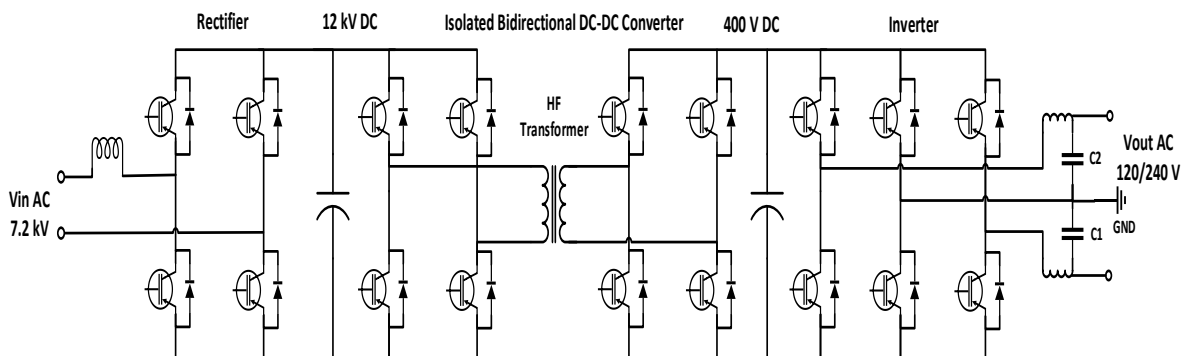 Rectifier
12 kV DC
Isolated Bidirectional DC-DC Converter
400 V DC
Inverter
HF
Transformer
Vin AC
7.2 kV
C2
Vout AC
120/240 V
C1
GND